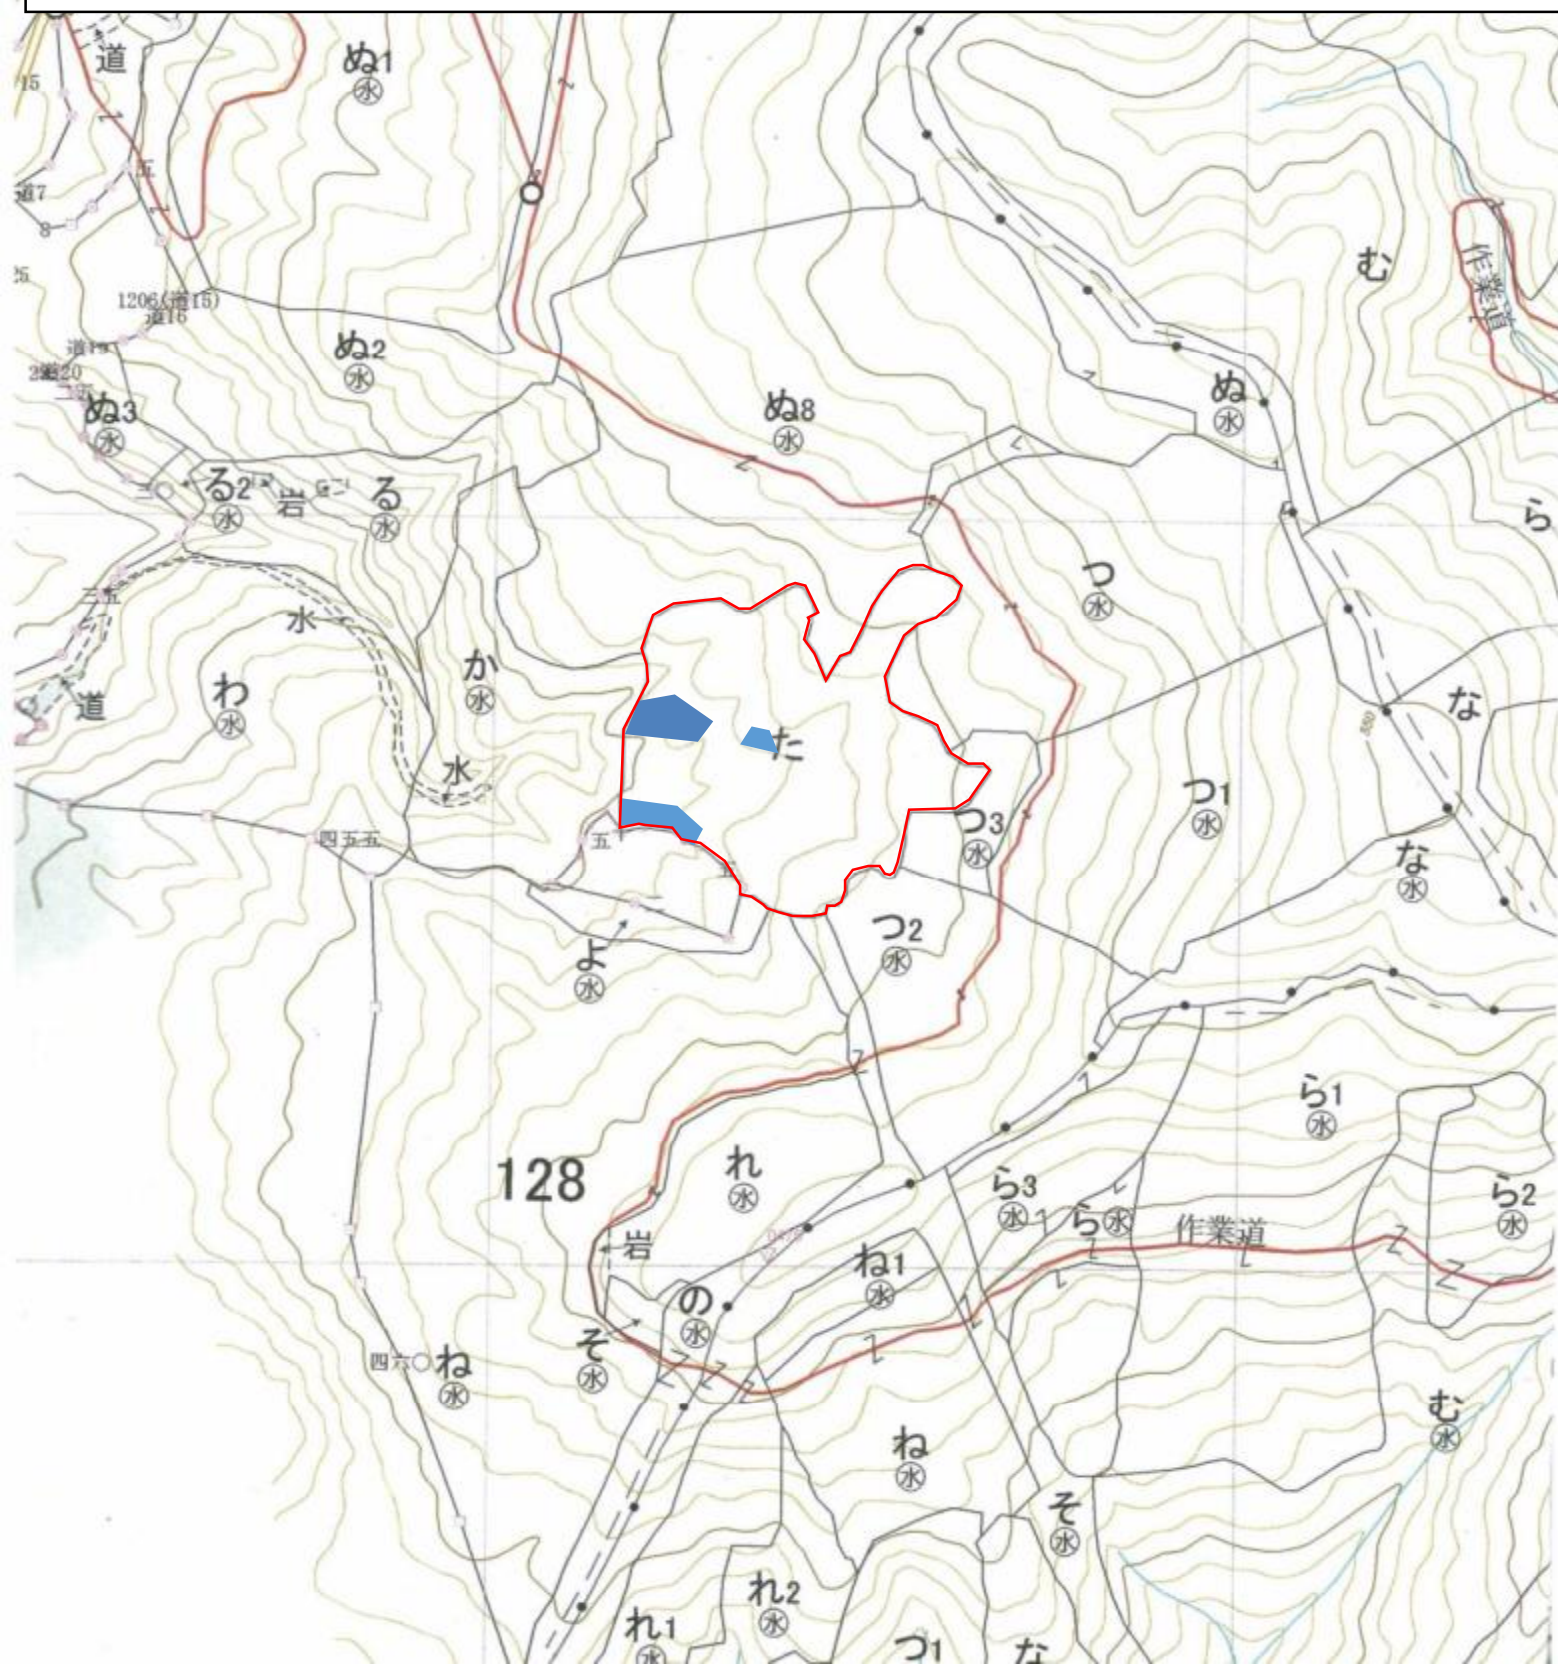 道
ぬ1
水
15
五
道7
8
む
作業道
25
1206(道15)
道16
道19
ぬ2
水
ぬ3
水
ぬ8
水
ぬ
水
る2
水
岩
る
水
ら
つ
水
三五
水
か
水
わ
水
道
な
550
た
水
つ1
水
四五五
五
つ3
水
な
水
つ2
水
よ
水
ら1
水
128
れ
水
ら3
水
ら水
作業道
ら2
水
岩
ね1
水
の
水
そ
水
四六〇
ね
水
む
水
ね
水
そ
水
れ2
水
れ1
水
つ1
な